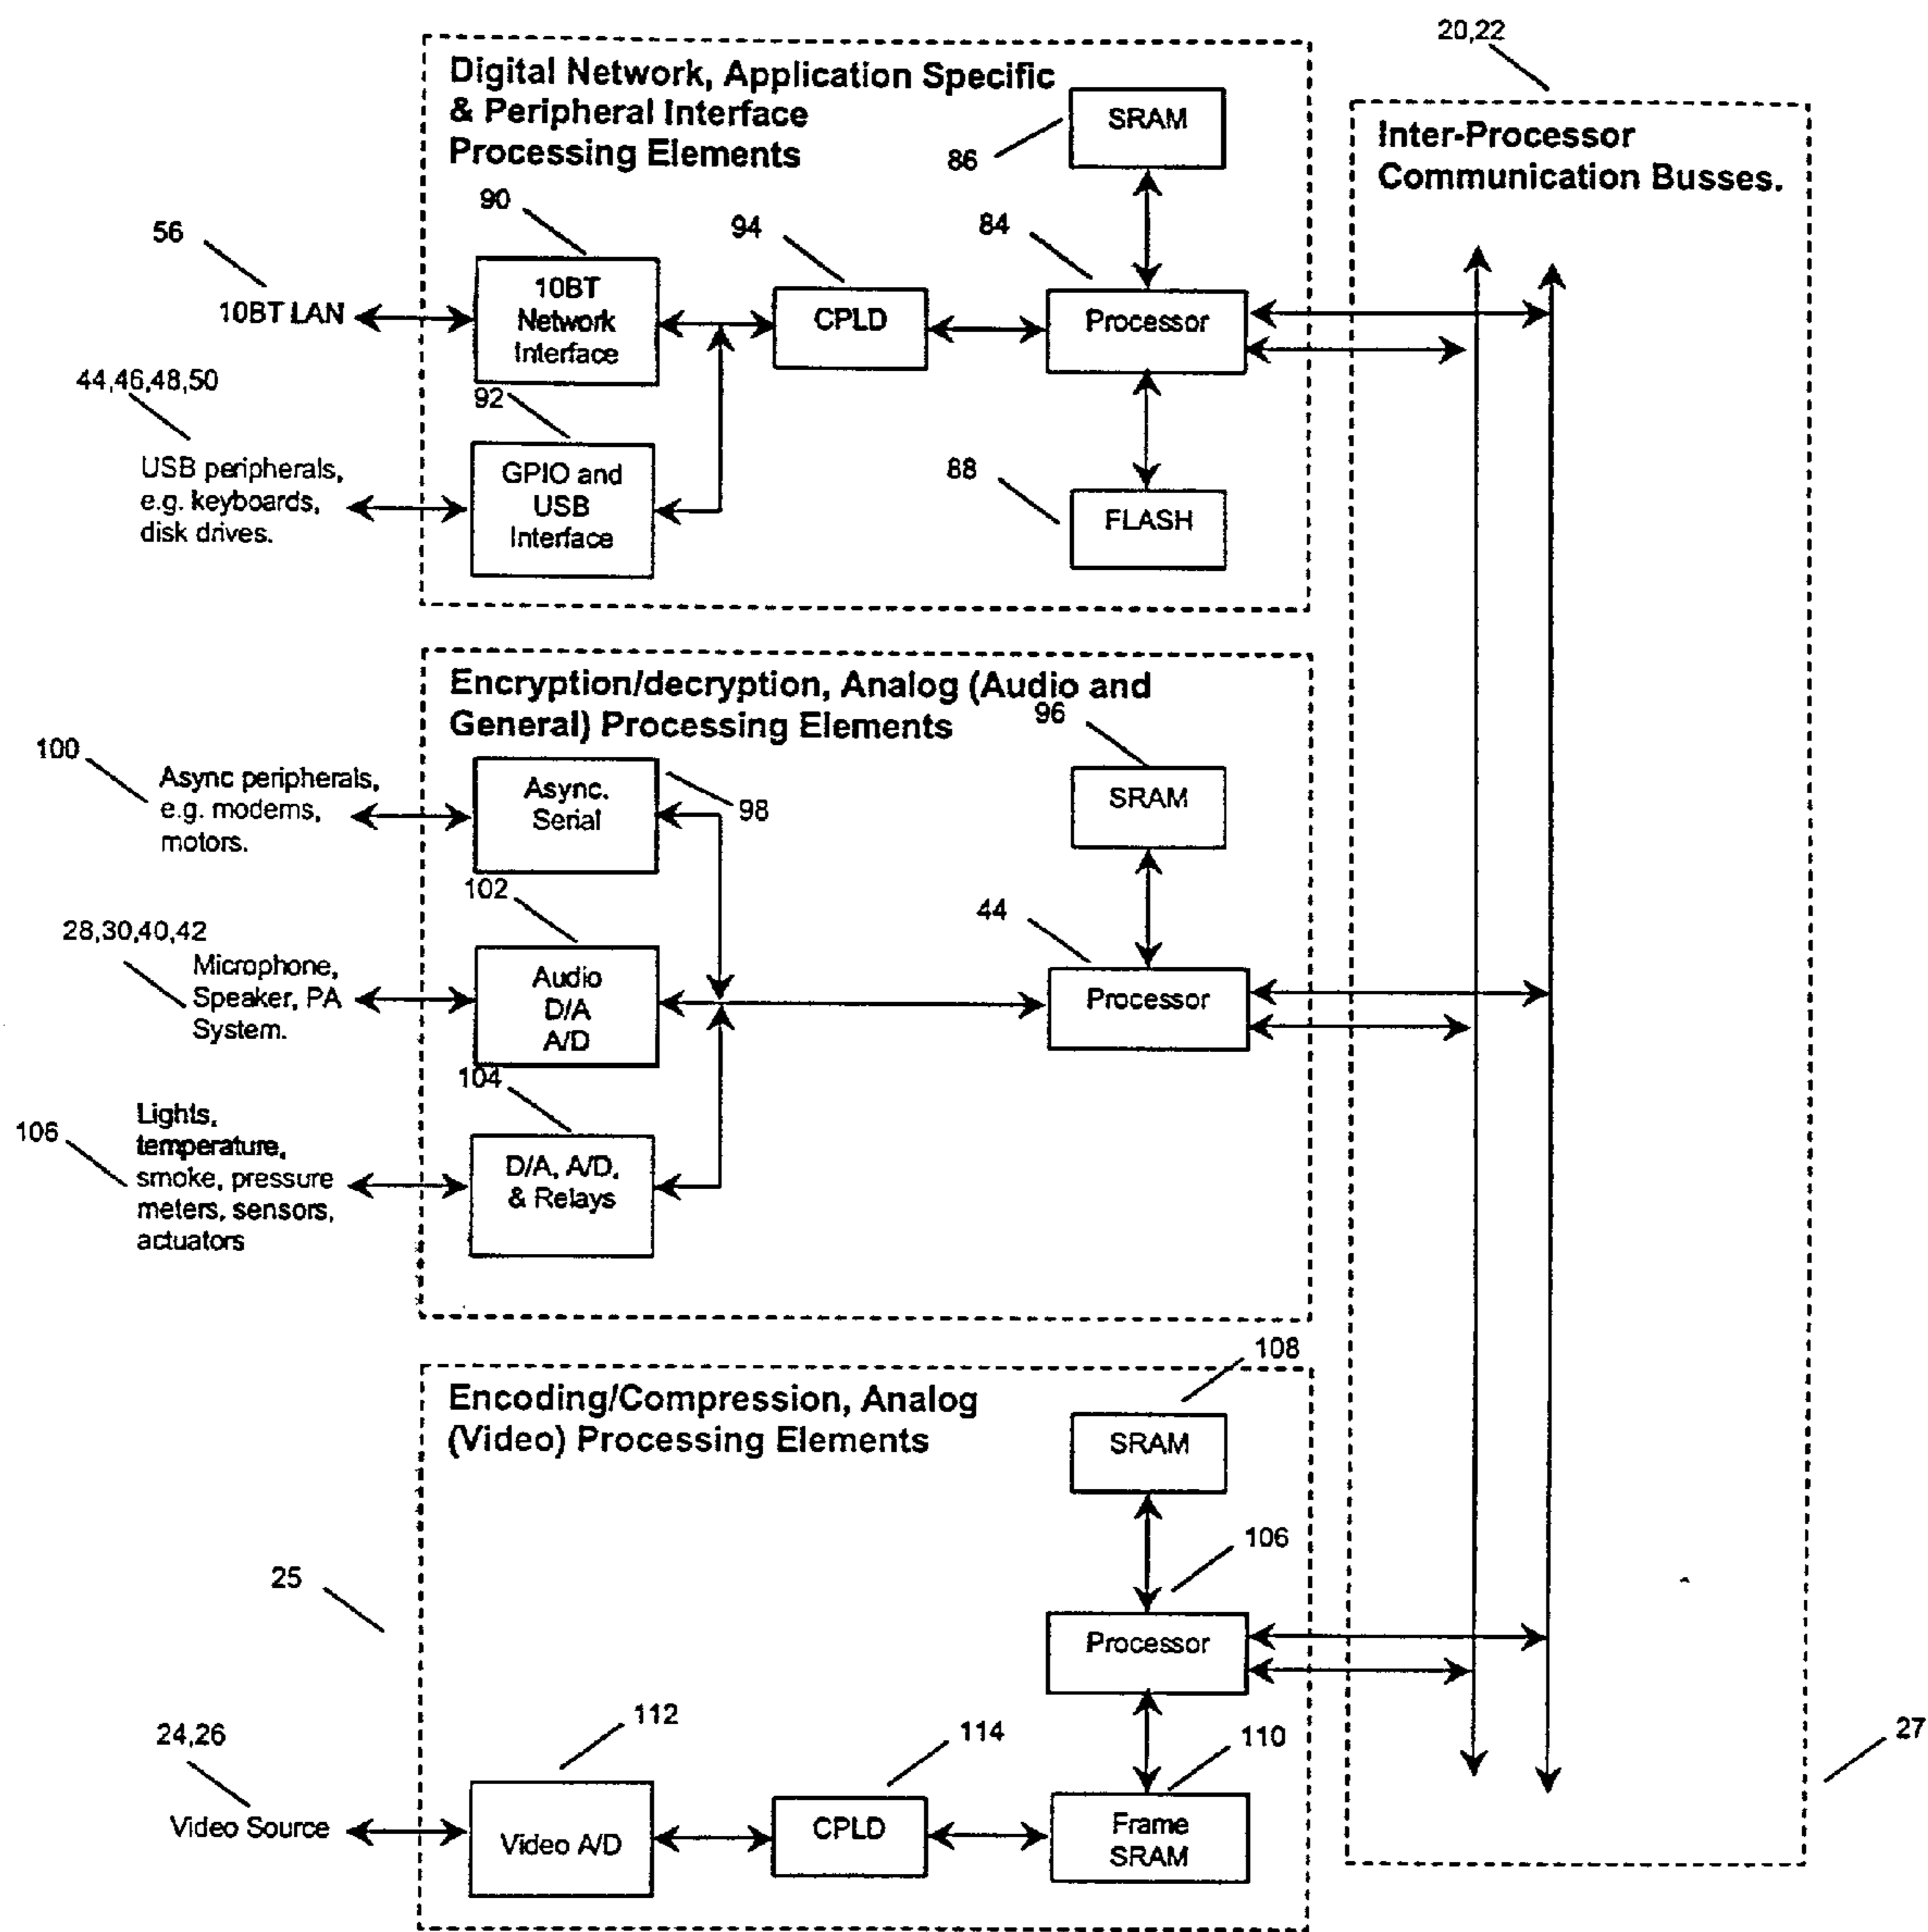 20,22
Digital Network, Application Specific
& Peripheral Interface
Processing Elements
SRAM
86
Inter-Processor
Communication Busses.
90
56
94
84
10BT LAN
10BT
Network
Interface
CPLD
Processor
44,46,48,50
92
USB peripherals,
e.g. keyboards,
disk drives.
GPIO and
USB
Interface
88
FLASH
Encryption/decryption, Analog (Audio and
General) Processing Elements
96
100
Async peripherals,
e.g. modems,
motors.
Async.
Serial
98
SRAM
102
44
28,30,40,42
Microphone,
Speaker, PA
System.
Audio
D/A
A/D
Processor
104
106
Lights,
temperature,
smoke, pressure
meters, sensors,
actuators
D/A, A/D,
& Relays
108
Encoding/Compression, Analog
(Video) Processing Elements
SRAM
106
25
Processor
112
114
110
24,26
27
Video Source
Video A/D
CPLD
Frame
SRAM